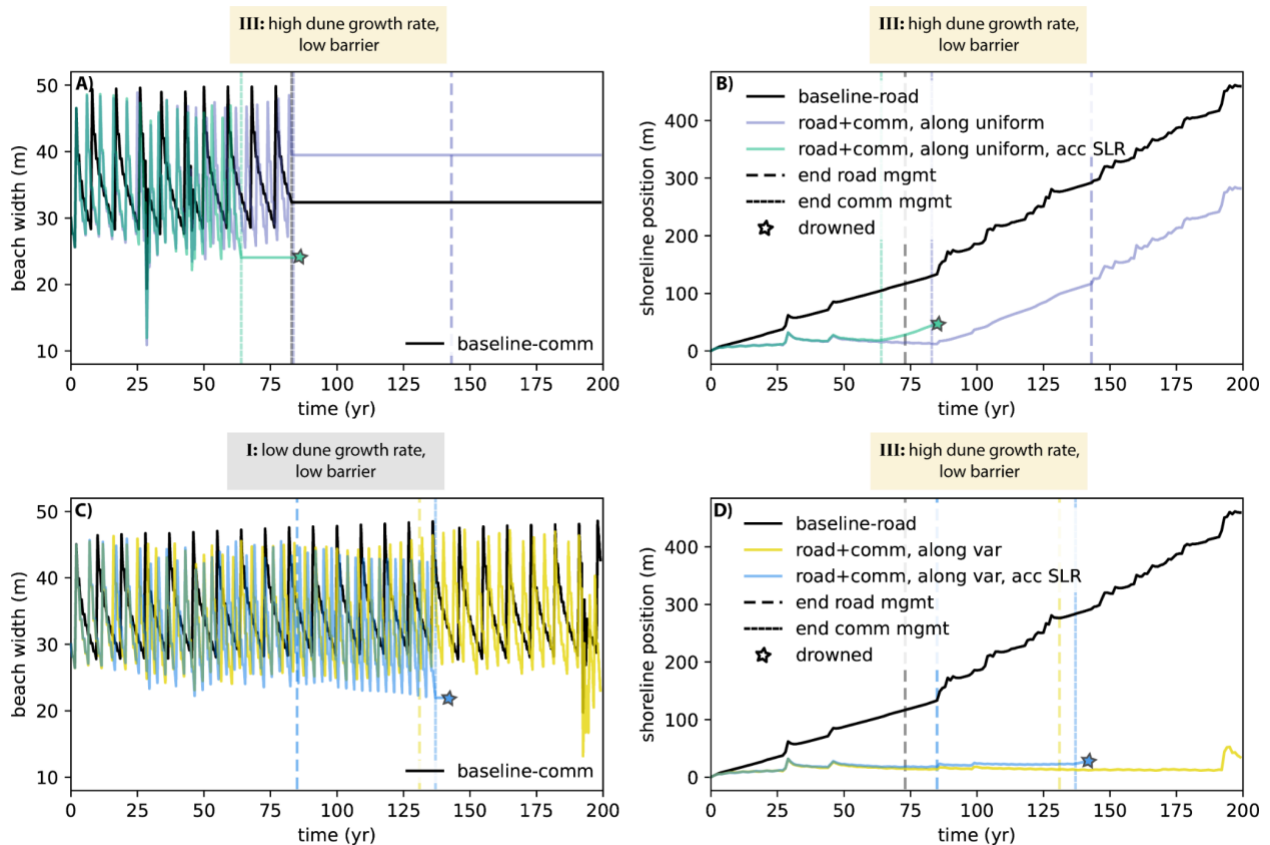 III: high dune growth rate,
low barrier
III: high dune growth rate,
low barrier
A)
50
40
30
20
10
beach width (m)
baseline-comm
0 25 50 75 100 125 150 175 200
time (yr)
B)
baseline-road
road+comm, along uniform
road+comm, along uniform, acc SLR
end road mgmt
end comm mgmt
drowned
400
300
200
100
0
shoreline position (m)
0 25 50 75 100 125 150 175 200
time (yr)
I: low dune growth rate,
low barrier
III: high dune growth rate,
low barrier
C)
50
40
30
20
10
beach width (m)
baseline-comm
0 25 50 75 100 125 150 175 200
time (yr)
D)
baseline-road
road+comm, along var
road+comm, along var, acc SLR
end road mgmt
end comm mgmt
drowned
400
300
200
100
0
shoreline position (m)
0 25 50 75 100 125 150 175 200
time (yr)